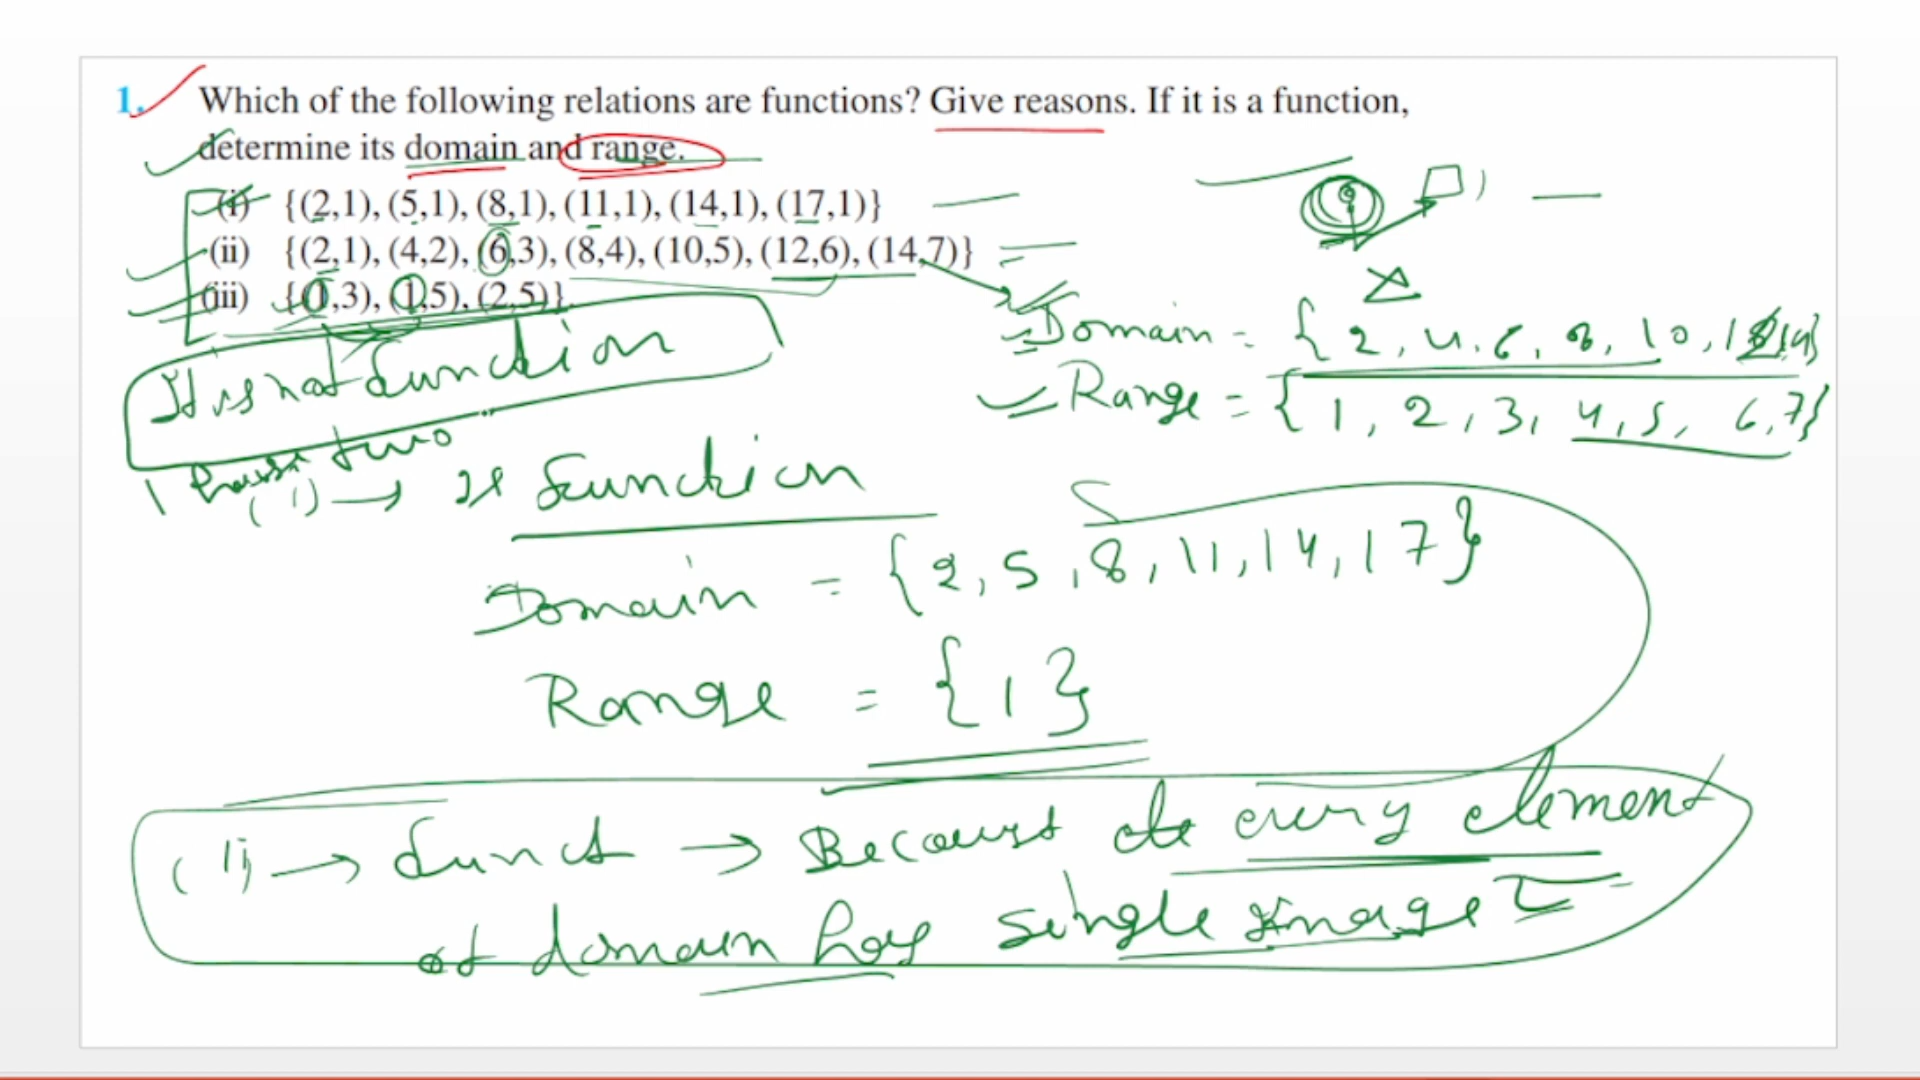 1. Which of the following relations are functions? Give reasons. If it is a function,
determine its domain and range.
(i) {(2,1), (5,1), (8,1), (11,1), (14,1), (17,1)}
(ii) {(2,1), (4,2), (6,3), (8,4), (10,5), (12,6), (14,7)}
(iii) {(1,3), (1,5), (2,5)}.
Domain = { 2, 4, 6, 8, 10, 12, 14}
Range = { 1, 2, 3, 4, 5, 6, 7}
It is not function
1 two
(i) → function
Domain = { 2, 5, 8, 11, 14, 17 }
Range = { 1 }
(ii) → funct → every element
of domain has single image